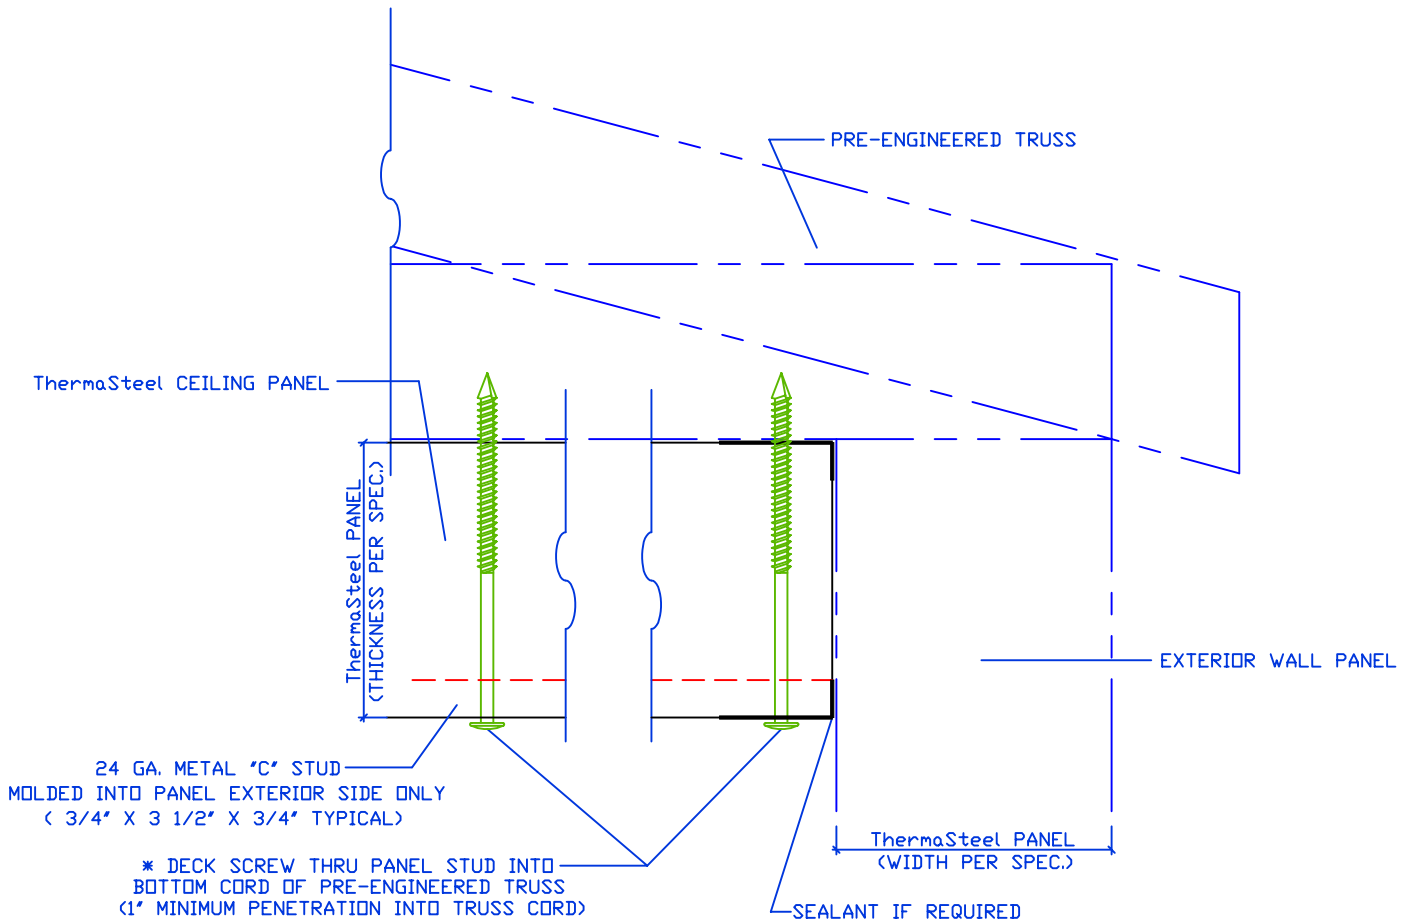 PRE-ENGINEERED TRUSS
ThermaSteel CEILING PANEL
ThermaSteel PANEL
(THICKNESS PER SPEC.)
EXTERIOR WALL PANEL
24 GA. METAL "C" STUD
MOLDED INTO PANEL EXTERIOR SIDE ONLY
( 3/4" X 3 1/2" X 3/4" TYPICAL)
ThermaSteel PANEL
(WIDTH PER SPEC.)
* DECK SCREW THRU PANEL STUD INTO
BOTTOM CORD OF PRE-ENGINEERED TRUSS
(1" MINIMUM PENETRATION INTO TRUSS CORD)
SEALANT IF REQUIRED